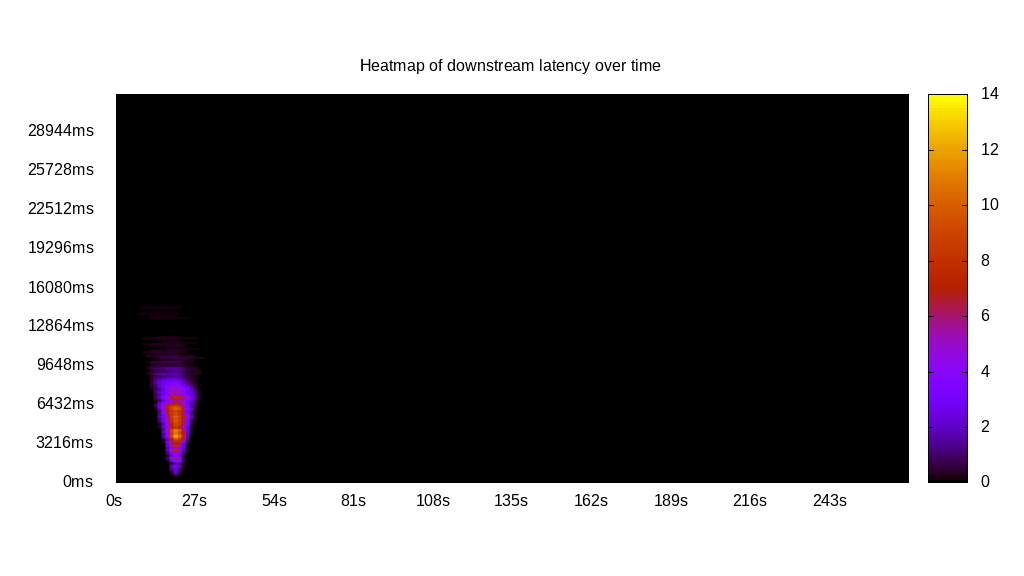 Heatmap of downstream latency over time
28944ms
25728ms
22512ms
19296ms
16080ms
12864ms
9648ms
6432ms
3216ms
0ms
0s 27s 54s 81s 108s 135s 162s 189s 216s 243s
14
12
10
8
6
4
2
0